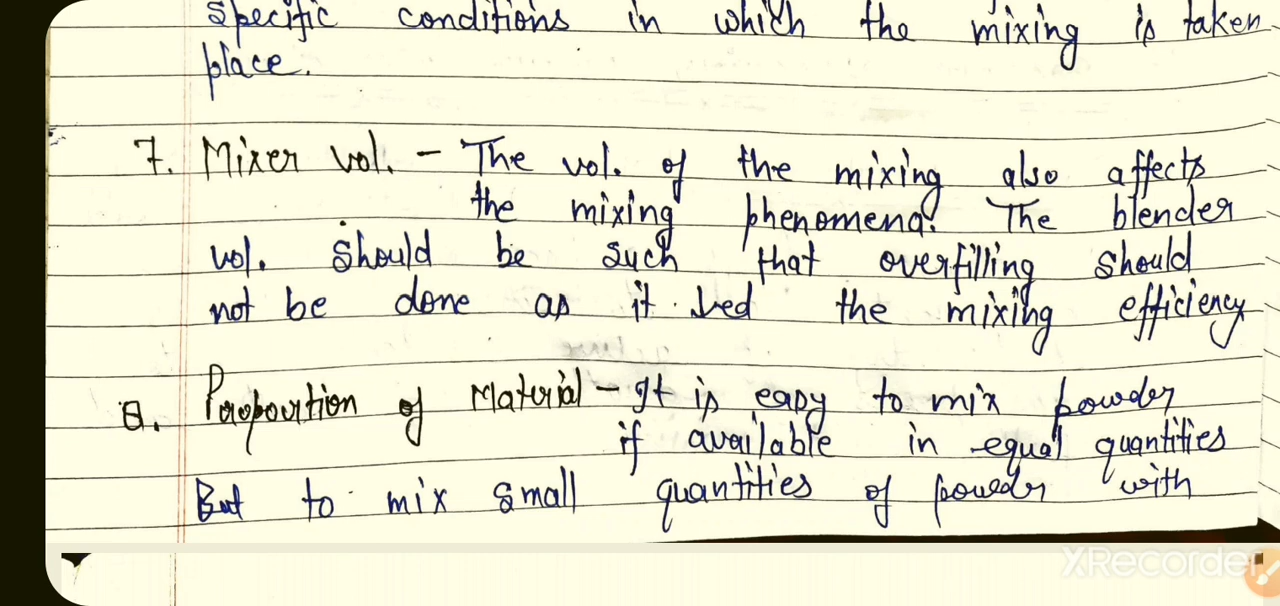 specific conditions in which the mixing is taken
place.
7. Mixer vol. - The vol. of the mixing also affects
the mixing phenomena. The blender
vol. should be such that overfilling should
not be done as it ↓ed the mixing efficiency
8. Proportion of Material - It is easy to mix powder
if available in equal quantities
But to mix small quantities of powder with
XRecorder